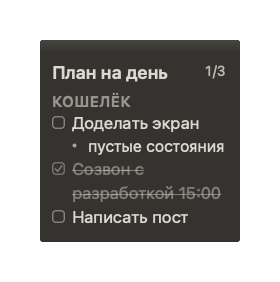 План на день 1/3
КОШЕЛЁК
Доделать экран
• пустые состояния
Созвон с
разработкой 15:00
Написать пост